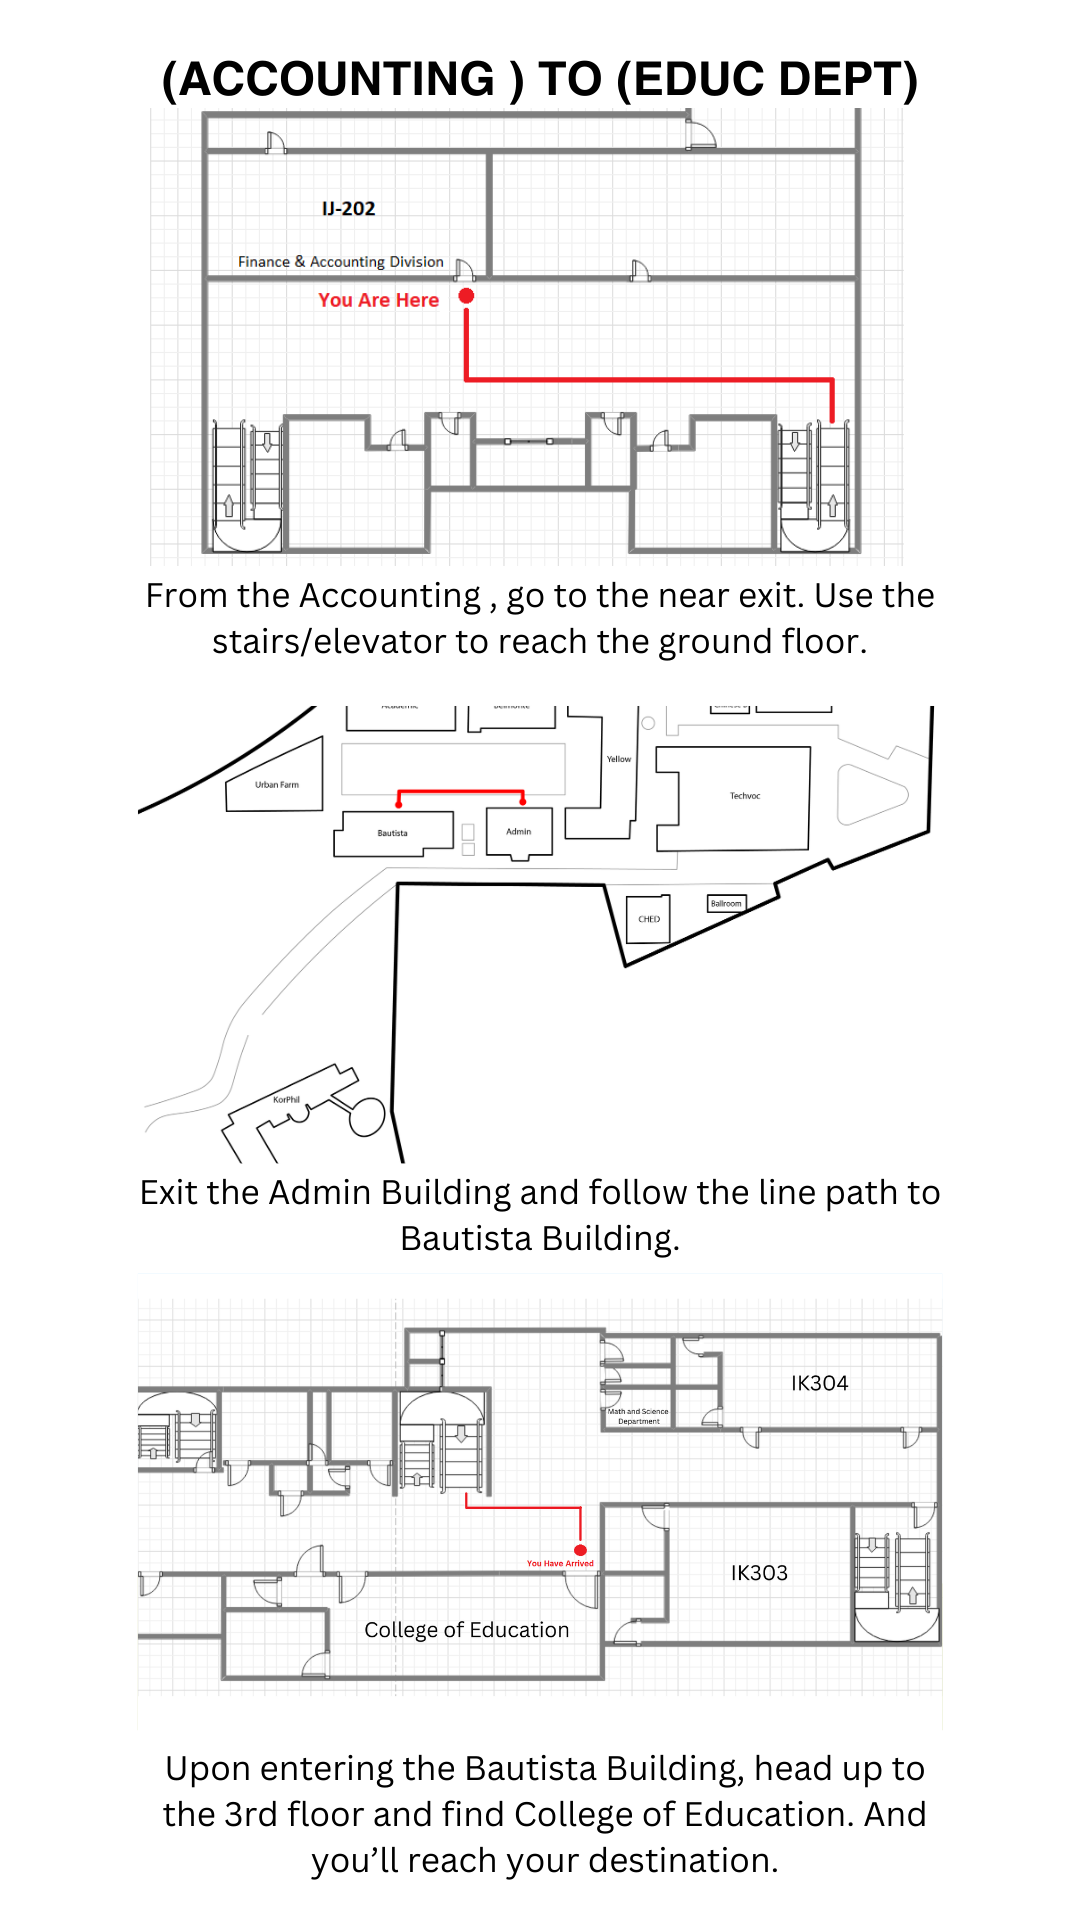 (ACCOUNTING ) TO (EDUC DEPT)
IJ-202
Finance & Accounting Division
You Are Here
From the Accounting , go to the near exit. Use the
stairs/elevator to reach the ground floor.
Academic
Belmonte
Yellow
Urban Farm
Techvoc
Bautista
Admin
CHED
Ballroom
KorPhil
Exit the Admin Building and follow the line path to
Bautista Building.
IK304
Math and Science
Department
You Have Arrived
IK303
College of Education
Upon entering the Bautista Building, head up to
the 3rd floor and find College of Education. And
you’ll reach your destination.